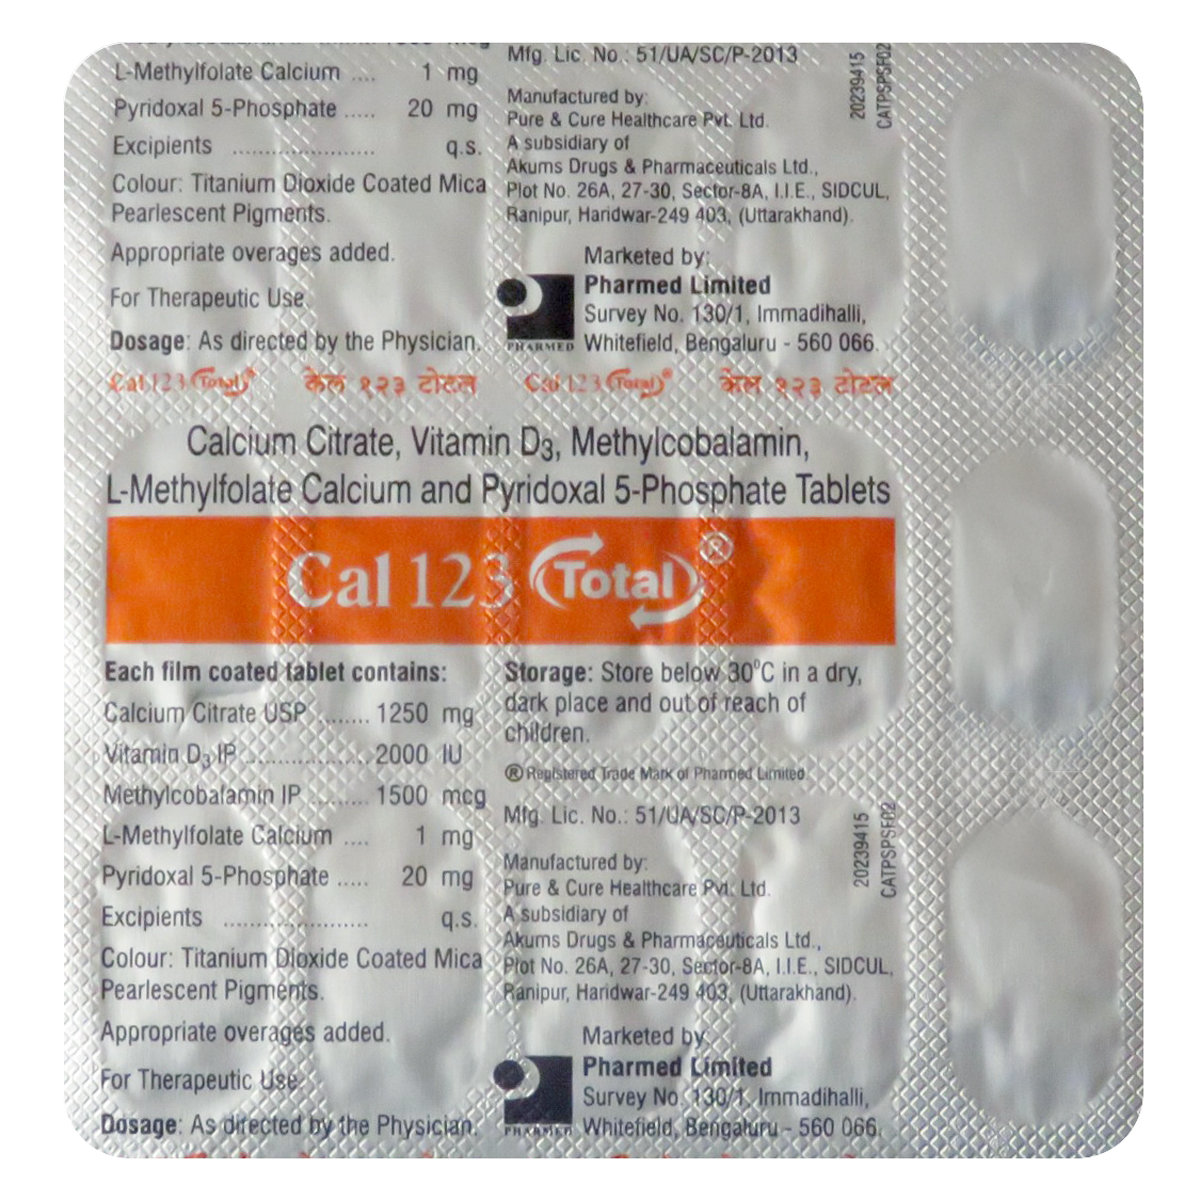 L-Methylfolate Calcium .... 1 mg
Pyridoxal 5-Phosphate ..... 20 mg
Excipients ..................... q.s.
Colour: Titanium Dioxide Coated Mica
Pearlescent Pigments.
Appropriate overages added.
For Therapeutic Use.
Dosage: As directed by the Physician.
Mfg. Lic. No.: 51/UA/SC/P-2013
Manufactured by:
Pure & Cure Healthcare Pvt. Ltd.
A subsidiary of
Akums Drugs & Pharmaceuticals Ltd.,
Plot No. 26A, 27-30, Sector-8A, I.I.E., SIDCUL,
Ranipur, Haridwar-249 403, (Uttarakhand).
20239415
CATPSPSF02
Marketed by:
Pharmed Limited
Survey No. 130/1, Immadihalli,
Whitefield, Bengaluru - 560 066.
PHARMED
Cal 123 Total® केल १२३ टोटल Cal 123 Total® केल १२३ टोटल
Calcium Citrate, Vitamin D3, Methylcobalamin,
L-Methylfolate Calcium and Pyridoxal 5-Phosphate Tablets
Cal 123 Total®
Each film coated tablet contains:
Calcium Citrate USP ........ 1250 mg
Vitamin D3 IP ................... 2000 IU
Methylcobalamin IP ......... 1500 mcg
L-Methylfolate Calcium .... 1 mg
Pyridoxal 5-Phosphate ..... 20 mg
Excipients ..................... q.s.
Colour: Titanium Dioxide Coated Mica
Pearlescent Pigments.
Appropriate overages added.
For Therapeutic Use.
Dosage: As directed by the Physician.
Storage: Store below 30°C in a dry,
dark place and out of reach of
children.
® Registered Trade Mark of Pharmed Limited.
Mfg. Lic. No.: 51/UA/SC/P-2013
Manufactured by:
Pure & Cure Healthcare Pvt. Ltd.
A subsidiary of
Akums Drugs & Pharmaceuticals Ltd.,
Plot No. 26A, 27-30, Sector-8A, I.I.E., SIDCUL,
Ranipur, Haridwar-249 403, (Uttarakhand).
20239415
CATPSPSF02
Marketed by:
Pharmed Limited
Survey No. 130/1, Immadihalli,
Whitefield, Bengaluru - 560 066.
PHARMED